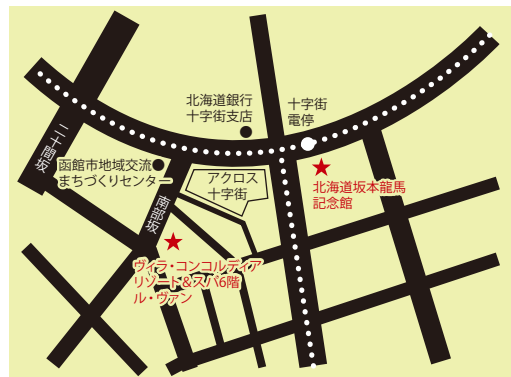 北海道銀行
十字街支店
十字街
電停
二十間坂
函館市地域交流
まちづくりセンター
アクロス
十字街
北海道坂本龍馬
記念館
南部坂
ヴィラ・コンコルディア
リゾート&スパ6階
ル・ヴァン